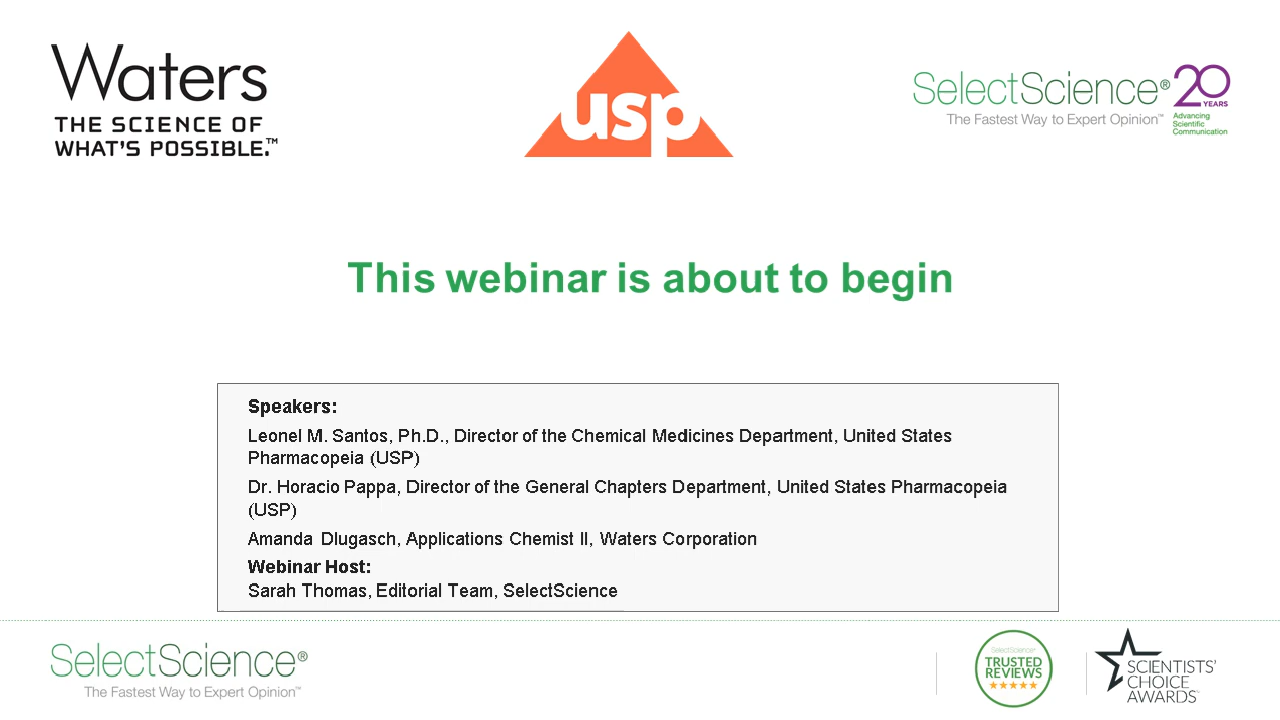 Waters
THE SCIENCE OF
WHAT'S POSSIBLE.™
usp
SelectScience® 20 YEARS
The Fastest Way to Expert Opinion™
Advancing
Scientific
Communication
This webinar is about to begin
Speakers:
Leonel M. Santos, Ph.D., Director of the Chemical Medicines Department, United States
Pharmacopeia (USP)
Dr. Horacio Pappa, Director of the General Chapters Department, United States Pharmacopeia
(USP)
Amanda Dlugasch, Applications Chemist II, Waters Corporation
Webinar Host:
Sarah Thomas, Editorial Team, SelectScience
SelectScience®
The Fastest Way to Expert Opinion™
SelectScience®
TRUSTED
REVIEWS
SCIENTISTS'
CHOICE
AWARDS™